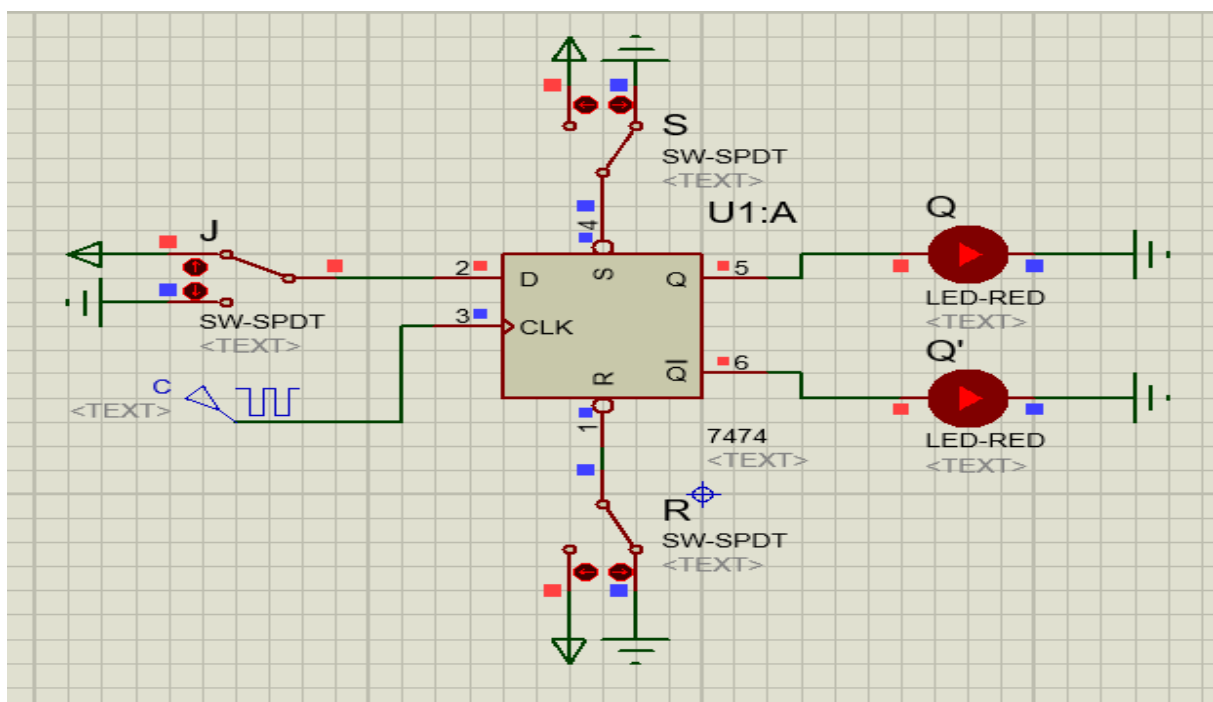 S
SW-SPDT
<TEXT>
U1:A
4
J
SW-SPDT
<TEXT>
C
<TEXT>
2
3
D
CLK
S
R
Q
Q̅
5
6
1
7474
<TEXT>
Q
LED-RED
<TEXT>
Q'
LED-RED
<TEXT>
R
SW-SPDT
<TEXT>